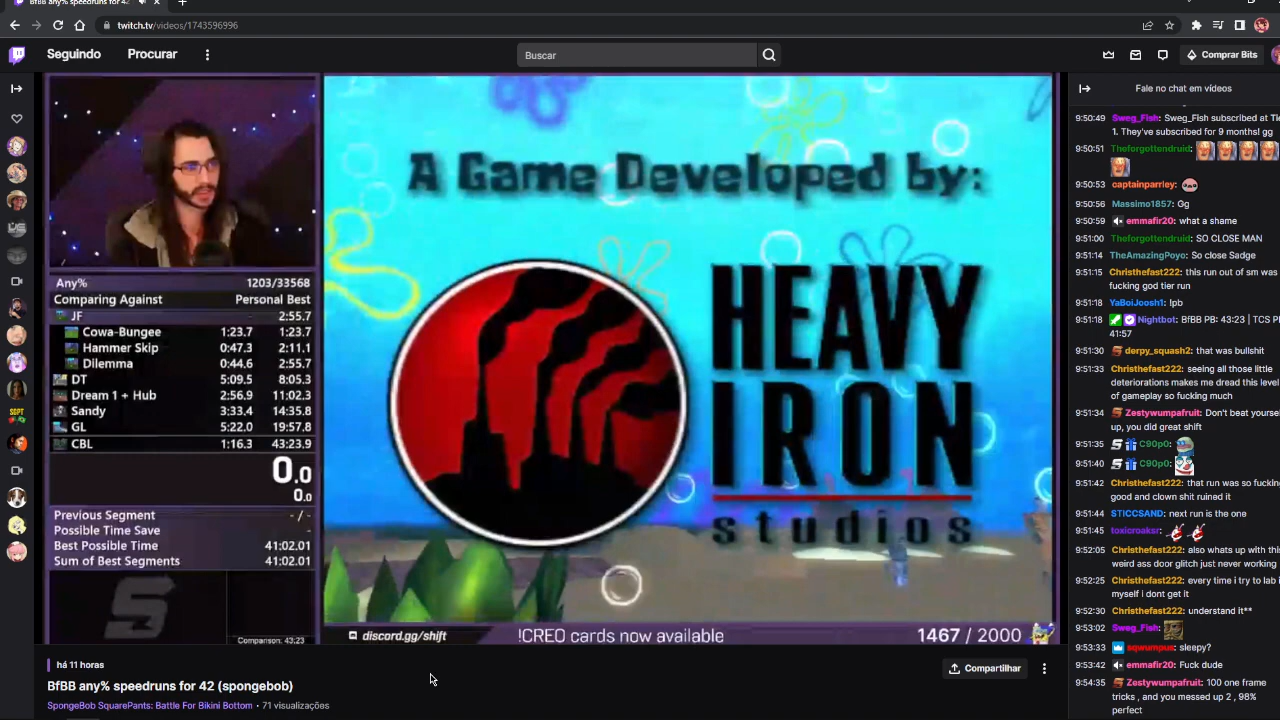 BfBB any% speedruns for 42
twitch.tv/videos/1743596996
Seguindo
Procurar
Buscar
Comprar Bits
Any% 1203/33568
Comparing Against Personal Best
JF 2:55.7
Cowa-Bungee 1:23.7 1:23.7
Hammer Skip 0:47.3 2:11.1
Dilemma 0:44.6 2:55.7
DT 5:09.5 8:05.3
Dream 1 + Hub 2:56.9 11:02.3
Sandy 3:33.4 14:35.8
GL 5:22.0 19:57.8
CBL 1:16.3 43:23.9
0.0
0.0
Previous Segment - / -
Possible Time Save -
Best Possible Time 41:02.01
Sum of Best Segments 41:02.01
Comparison: 43:23
A Game Developed by:
HEAVY
IRON
studios
discord.gg/shift
!CREO cards now available
1467 / 2000
há 11 horas
Compartilhar
BfBB any% speedruns for 42 (spongebob)
SpongeBob SquarePants: Battle For Bikini Bottom • 71 visualizações
Fale no chat em vídeos
9:50:49 Sweg_Fish: Sweg_Fish subscribed at Tie
1. They've subscribed for 9 months! gg
9:50:51 Theforgottendruid:
9:50:53 captainparrley:
9:50:56 Massimo1857: Gg
9:50:59 emmafir20: what a shame
9:51:00 Theforgottendruid: SO CLOSE MAN
9:51:14 TheAmazingPoyo: So close Sadge
9:51:15 Christhefast222: this run out of sm was
fucking god tier run
9:51:18 YaBoiJoosh1: !pb
9:51:18 Nightbot: BfBB PB: 43:23 | TCS P
41:57
9:51:30 derpy_squash2: that was bullshit
9:51:33 Christhefast222: seeing all those little
deteriorations makes me dread this level
of gameplay so fucking much
9:51:34 Zestywumpafruit: Don't beat yourse
up, you did great shift
9:51:35 C90p0:
9:51:40 C90p0:
9:51:42 Christhefast222: that run was so fuckin
good and clown shit ruined it
9:51:44 STICCSAND: next run is the one
9:51:45 toxicroaksr:
9:52:05 Christhefast222: also whats up with thi
weird ass door glitch just never working
9:52:25 Christhefast222: every time i try to lab i
myself i dont get it
9:52:30 Christhefast222: understand it**
9:53:02 Sweg_Fish:
9:53:33 sqwumpus: sleepy?
9:53:42 emmafir20: Fuck dude
9:54:35 Zestywumpafruit: 100 one frame
tricks , and you messed up 2 , 98%
perfect